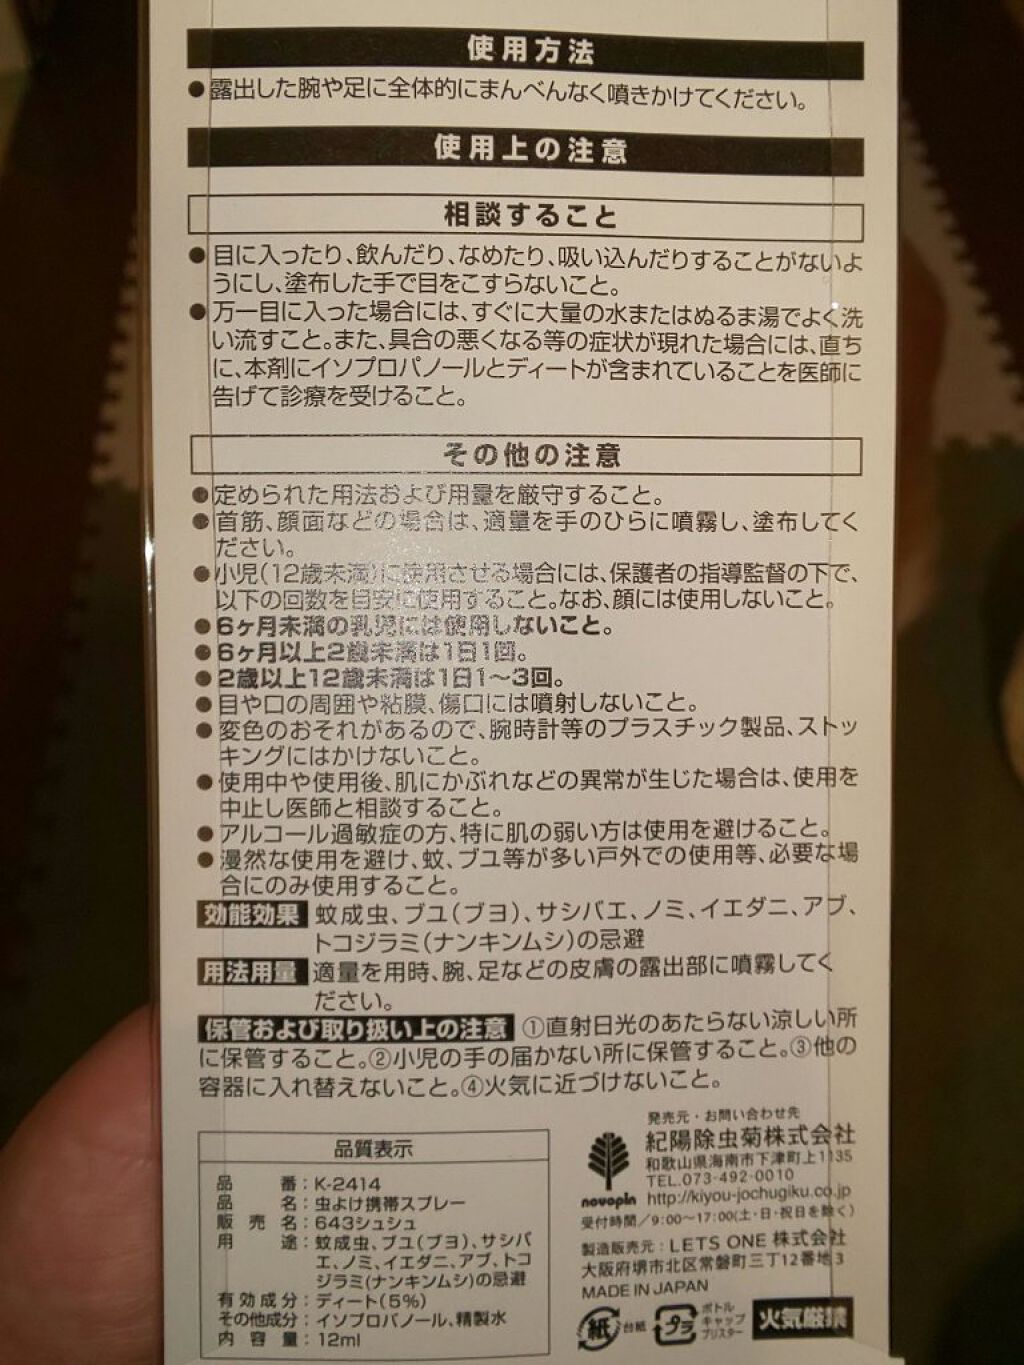 使用方法
●露出した腕や足に全体的にまんべんなく噴きかけてください。
使用上の注意
相談すること
●目に入ったり、飲んだり、なめたり、吸い込んだりすることがないよ
うにし、塗布した手で目をこすらないこと。
●万一目に入った場合には、すぐに大量の水またはぬるま湯でよく洗
い流すこと。また、具合の悪くなる等の症状が現れた場合には、直ち
に、本剤にイソプロパノールとディートが含まれていることを医師に
告げて診療を受けること。
その他の注意
●定められた用法および用量を厳守すること。
●首筋、顔面などの場合は、適量を手のひらに噴霧し、塗布してく
ださい。
●小児(12歳未満)に使用させる場合には、保護者の指導監督の下で、
以下の回数を目安に使用すること。なお、顔には使用しないこと。
●6ヶ月未満の乳児には使用しないこと。
●6ヶ月以上2歳未満は1日1回。
●2歳以上12歳未満は1日1〜3回。
●目や口の周囲や粘膜、傷口には噴射しないこと。
●変色のおそれがあるので、腕時計等のプラスチック製品、ストッ
キングにはかけないこと。
●使用中や使用後、肌にかぶれなどの異常が生じた場合は、使用を
中止し医師と相談すること。
●アルコール過敏症の方、特に肌の弱い方は使用を避けること。
●漫然な使用を避け、蚊、ブユ等が多い戸外での使用等、必要な場
合にのみ使用すること。
効能効果 蚊成虫、ブユ(ブヨ)、サシバエ、ノミ、イエダニ、アブ、
トコジラミ(ナンキンムシ)の忌避
用法用量 適量を用時、腕、足などの皮膚の露出部に噴霧してく
ださい。
保管および取り扱い上の注意 ①直射日光のあたらない涼しい所
に保管すること。②小児の手の届かない所に保管すること。③他の
容器に入れ替えないこと。④火気に近づけないこと。
品質表示
品番:K-2414
品名:虫よけ携帯スプレー
販売名:643シュシュ
用途:蚊成虫、ブユ(ブヨ)、サシバ
エ、ノミ、イエダニ、アブ、トコ
ジラミ(ナンキンムシ)の忌避
有効成分:ディート(5%)
その他成分:イソプロパノール、精製水
内容量:12ml
発売元・お問い合わせ先
紀陽除虫菊株式会社
和歌山県海南市下津町上1135
TEL.073-492-0010
novopin http://kiyou-jochugiku.co.jp
受付時間/9:00〜17:00(土・日・祝日を除く)
製造販売元:LETS ONE 株式会社
大阪府堺市北区常磐町三丁12番地3
MADE IN JAPAN
紙 台紙
プラ ボトル
キャップ
ブリスター
火気厳禁